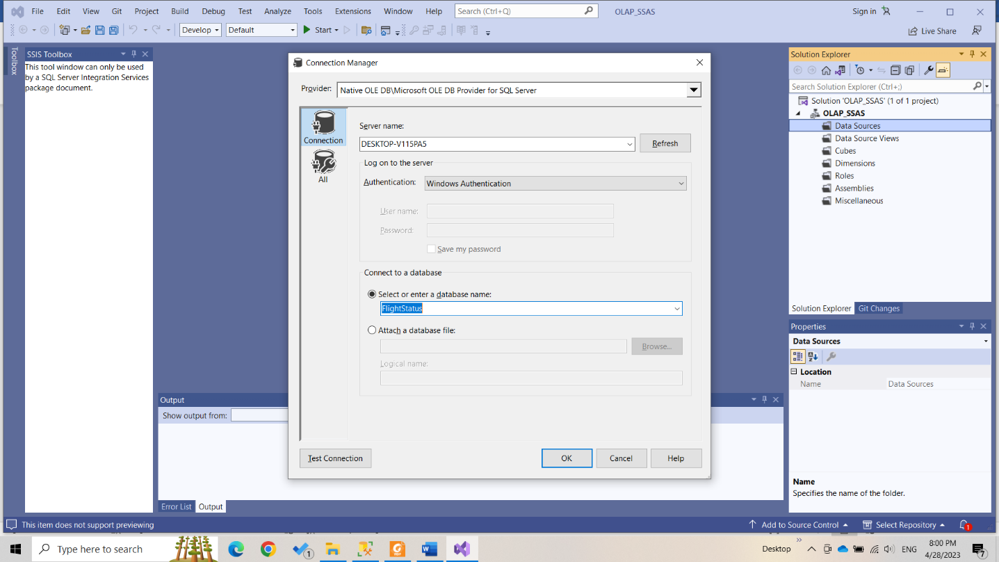 File Edit View Git Project Build Debug Test Analyze Tools Extensions Window Help Search (Ctrl+Q) OLAP_SSAS Sign in
Develop Default Start Live Share
Toolbox
SSIS Toolbox
This tool window can only be used
by a SQL Server Integration Services
package document.
Connection Manager
Provider: Native OLE DB\Microsoft OLE DB Provider for SQL Server
Connection
All
Server name:
DESKTOP-V115PA5 Refresh
Log on to the server
Authentication: Windows Authentication
User name:
Password:
Save my password
Connect to a database
Select or enter a database name:
FlightStatus
Attach a database file:
Browse...
Logical name:
Test Connection OK Cancel Help
Output
Show output from:
Error List Output
Solution Explorer
Search Solution Explorer (Ctrl+;)
Solution 'OLAP_SSAS' (1 of 1 project)
OLAP_SSAS
Data Sources
Data Source Views
Cubes
Dimensions
Roles
Assemblies
Miscellaneous
Solution Explorer Git Changes
Properties
Data Sources
Location
Name Data Sources
Name
Specifies the name of the folder.
This item does not support previewing Add to Source Control Select Repository 1
Type here to search 1 Desktop ENG 8:00 PM
4/28/2023 7